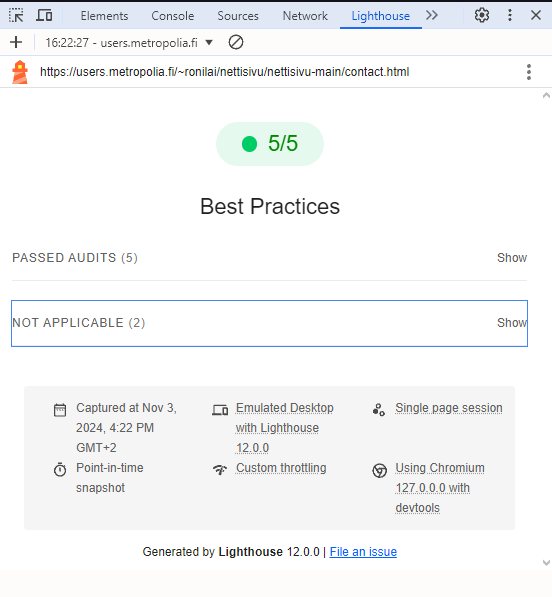 Elements Console Sources Network Lighthouse
16:22:27 - users.metropolia.fi
https://users.metropolia.fi/~ronilai/nettisivu/nettisivu-main/contact.html
5/5
Best Practices
PASSED AUDITS (5) Show
NOT APPLICABLE (2) Show
Captured at Nov 3,
2024, 4:22 PM
GMT+2
Emulated Desktop
with Lighthouse
12.0.0
Single page session
Point-in-time
snapshot
Custom throttling
Using Chromium
127.0.0.0 with
devtools
Generated by Lighthouse 12.0.0 | File an issue